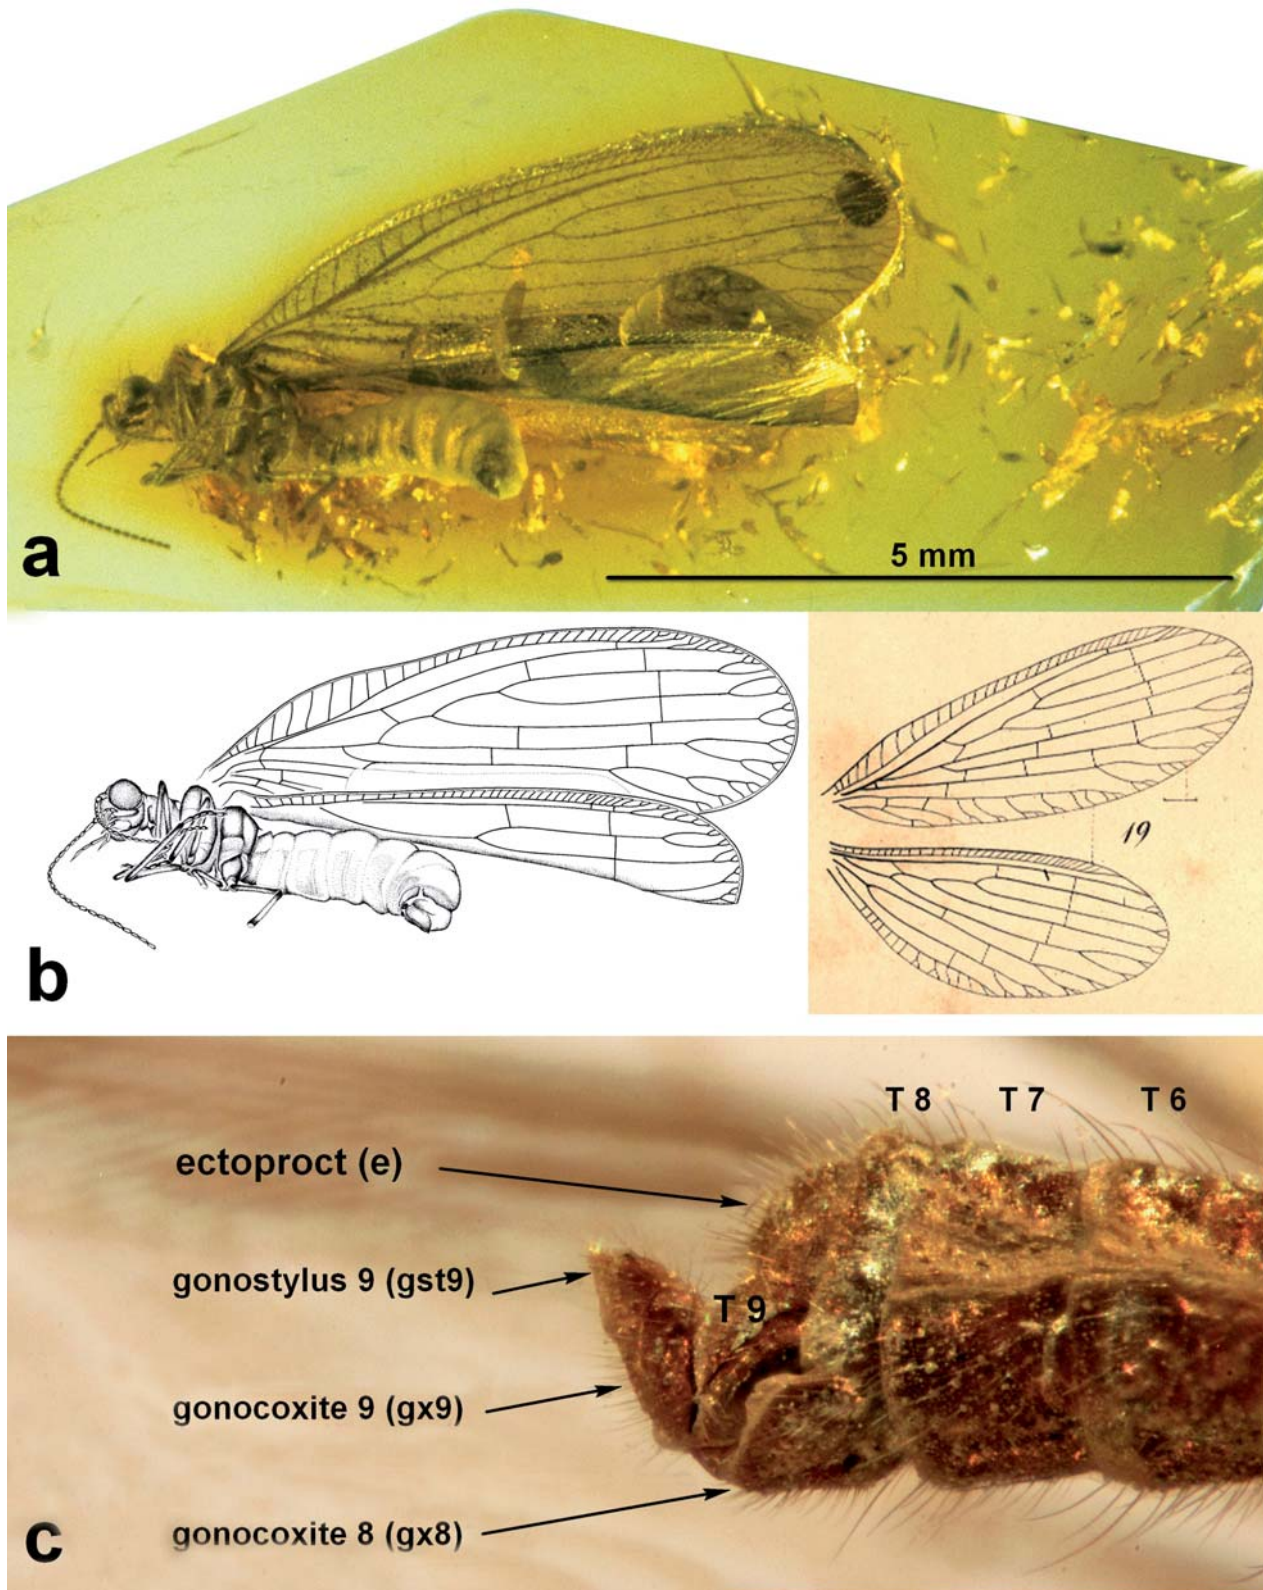 a
5 mm
b
19
T 8
T 7
T 6
ectoproct (e)
gonostylus 9 (gst9)
T 9
gonocoxite 9 (gx9)
gonocoxite 8 (gx8)
c